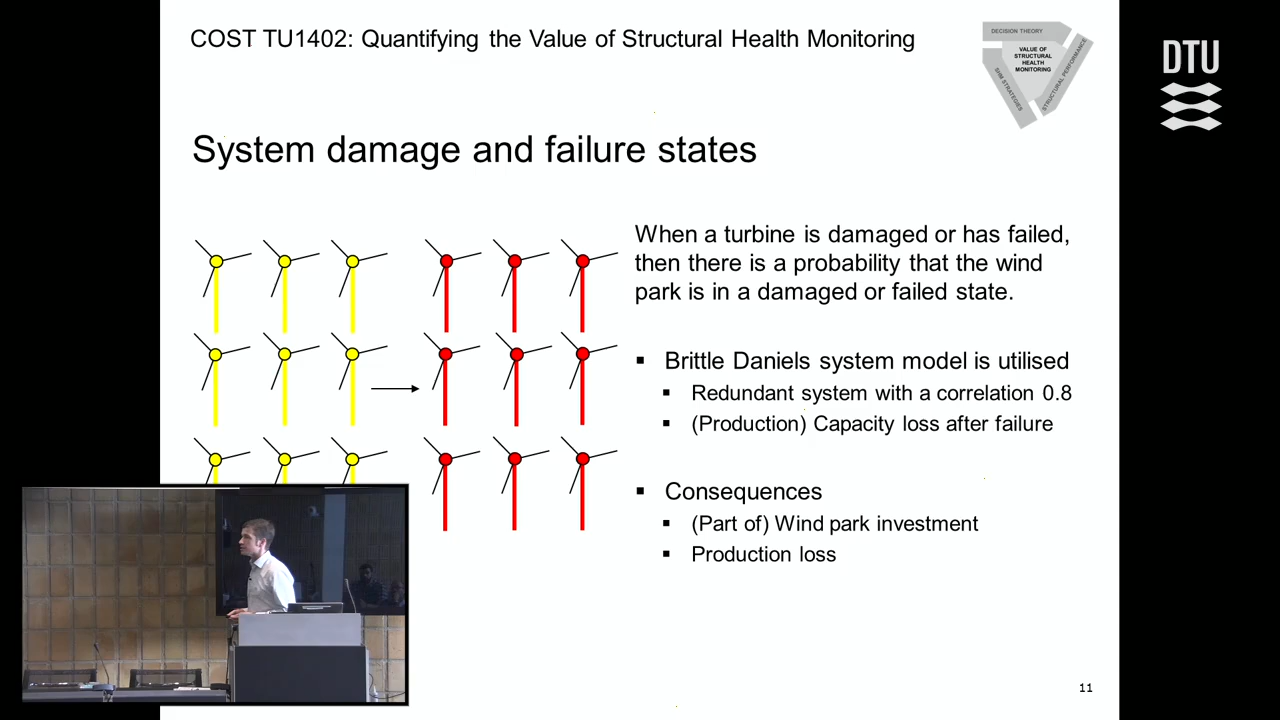 COST TU1402: Quantifying the Value of Structural Health Monitoring
DECISION THEORY
VALUE OF
STRUCTURAL
HEALTH
MONITORING
SHM STRATEGIES
STRUCTURAL PERFORMANCE
DTU
System damage and failure states
When a turbine is damaged or has failed,
then there is a probability that the wind
park is in a damaged or failed state.
▪ Brittle Daniels system model is utilised
▪ Redundant system with a correlation 0.8
▪ (Production) Capacity loss after failure
▪ Consequences
▪ (Part of) Wind park investment
▪ Production loss
11